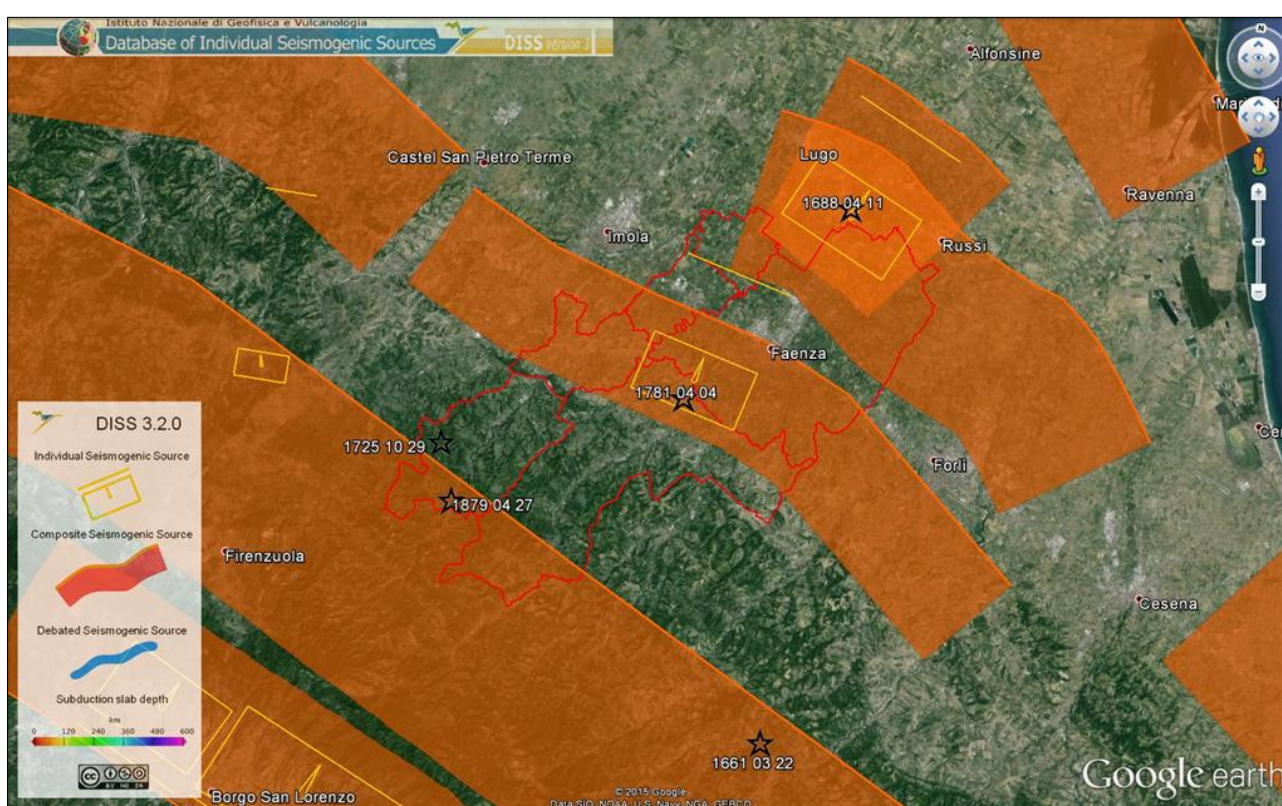 Istituto Nazionale di Geofisica e Vulcanologia
Database of Individual Seismogenic Sources
DISS version 3
N
Alfonsine
Castel San Pietro Terme
Lugo
Ravenna
1688 04 11
Imola
Russi
Faenza
1781 04 04
1725 10 29
Forlì
1879 04 27
Firenzuola
Cesena
1661 03 22
Borgo San Lorenzo
DISS 3.2.0
Individual Seismogenic Source
Composite Seismogenic Source
Debated Seismogenic Source
Subduction slab depth
km
0 120 240 360 480 600
CC
BY NC SA
© 2015 Google
Data SIO, NOAA, U.S. Navy, NGA, GEBCO
Google earth